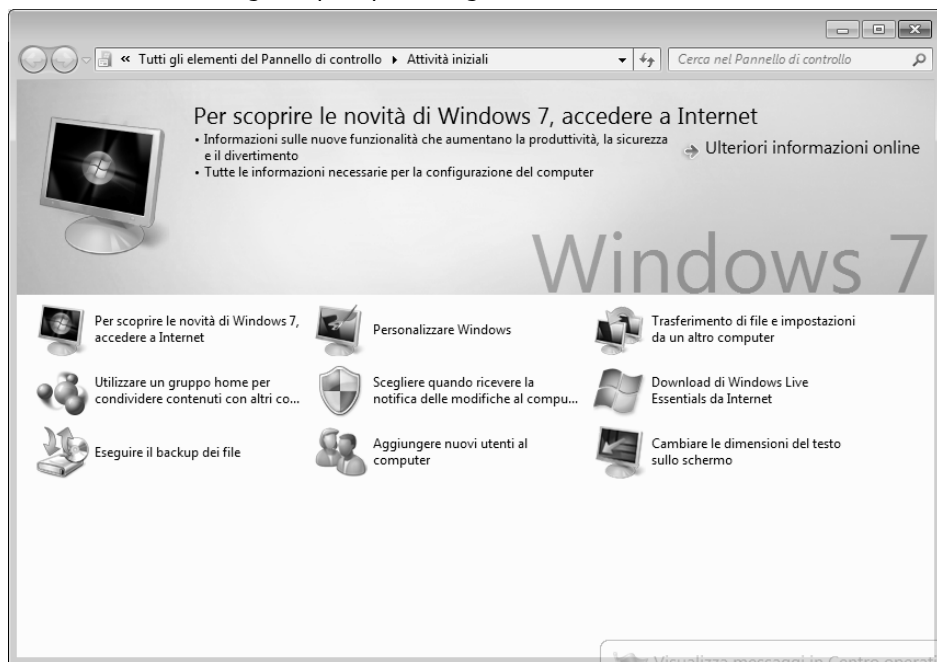 « Tutti gli elementi del Pannello di controllo ▸ Attività iniziali
Cerca nel Pannello di controllo
Per scoprire le novità di Windows 7, accedere a Internet
• Informazioni sulle nuove funzionalità che aumentano la produttività, la sicurezza
e il divertimento
• Tutte le informazioni necessarie per la configurazione del computer
Ulteriori informazioni online
Windows 7
Per scoprire le novità di Windows 7,
accedere a Internet
Personalizzare Windows
Trasferimento di file e impostazioni
da un altro computer
Utilizzare un gruppo home per
condividere contenuti con altri co...
Scegliere quando ricevere la
notifica delle modifiche al compu...
Download di Windows Live
Essentials da Internet
Eseguire il backup dei file
Aggiungere nuovi utenti al
computer
Cambiare le dimensioni del testo
sullo schermo
Visualizza messaggi in Centro operati